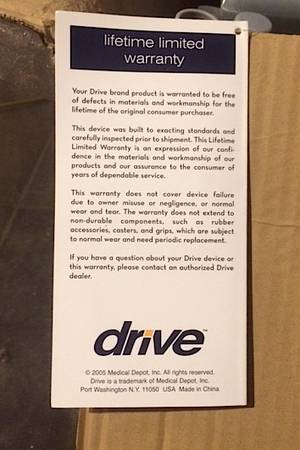 lifetime limited
warranty
Your Drive brand product is warranted to be free
of defects in materials and workmanship for the
lifetime of the original consumer purchaser.
This device was built to exacting standards and
carefully inspected prior to shipment. This Lifetime
Limited Warranty is an expression of our confi-
dence in the materials and workmanship of our
products and our assurance to the consumer of
years of dependable service.
This warranty does not cover device failure
due to owner misuse or negligence, or normal
wear and tear. The warranty does not extend to
non-durable components, such as rubber
accessories, casters, and grips, which are subject
to normal wear and need periodic replacement.
If you have a question about your Drive device or
this warranty, please contact an authorized Drive
dealer.
drive™
© 2005 Medical Depot, Inc. All rights reserved.
Drive is a trademark of Medical Depot, Inc.
Port Washington N.Y. 11050 USA Made in China